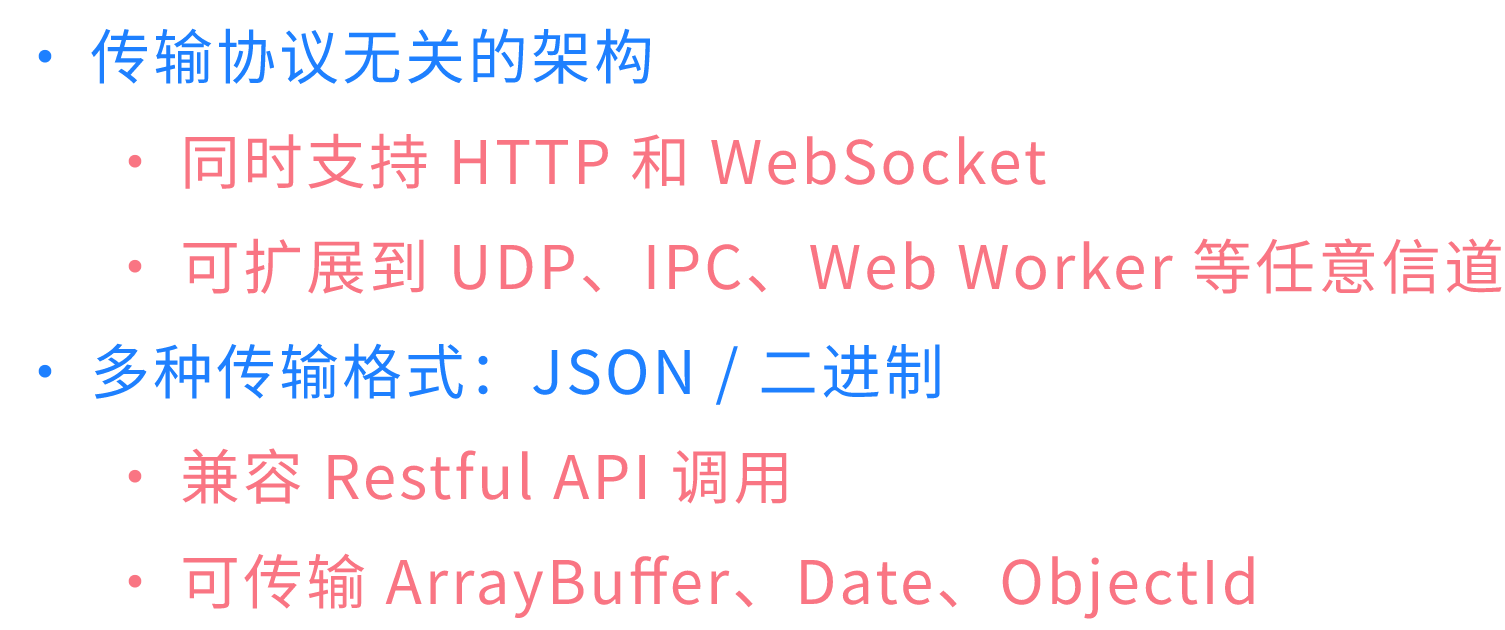 • 传输协议无关的架构
• 同时支持 HTTP 和 WebSocket
• 可扩展到 UDP、IPC、Web Worker 等任意信道
• 多种传输格式：JSON / 二进制
• 兼容 Restful API 调用
• 可传输 ArrayBuffer、Date、ObjectId